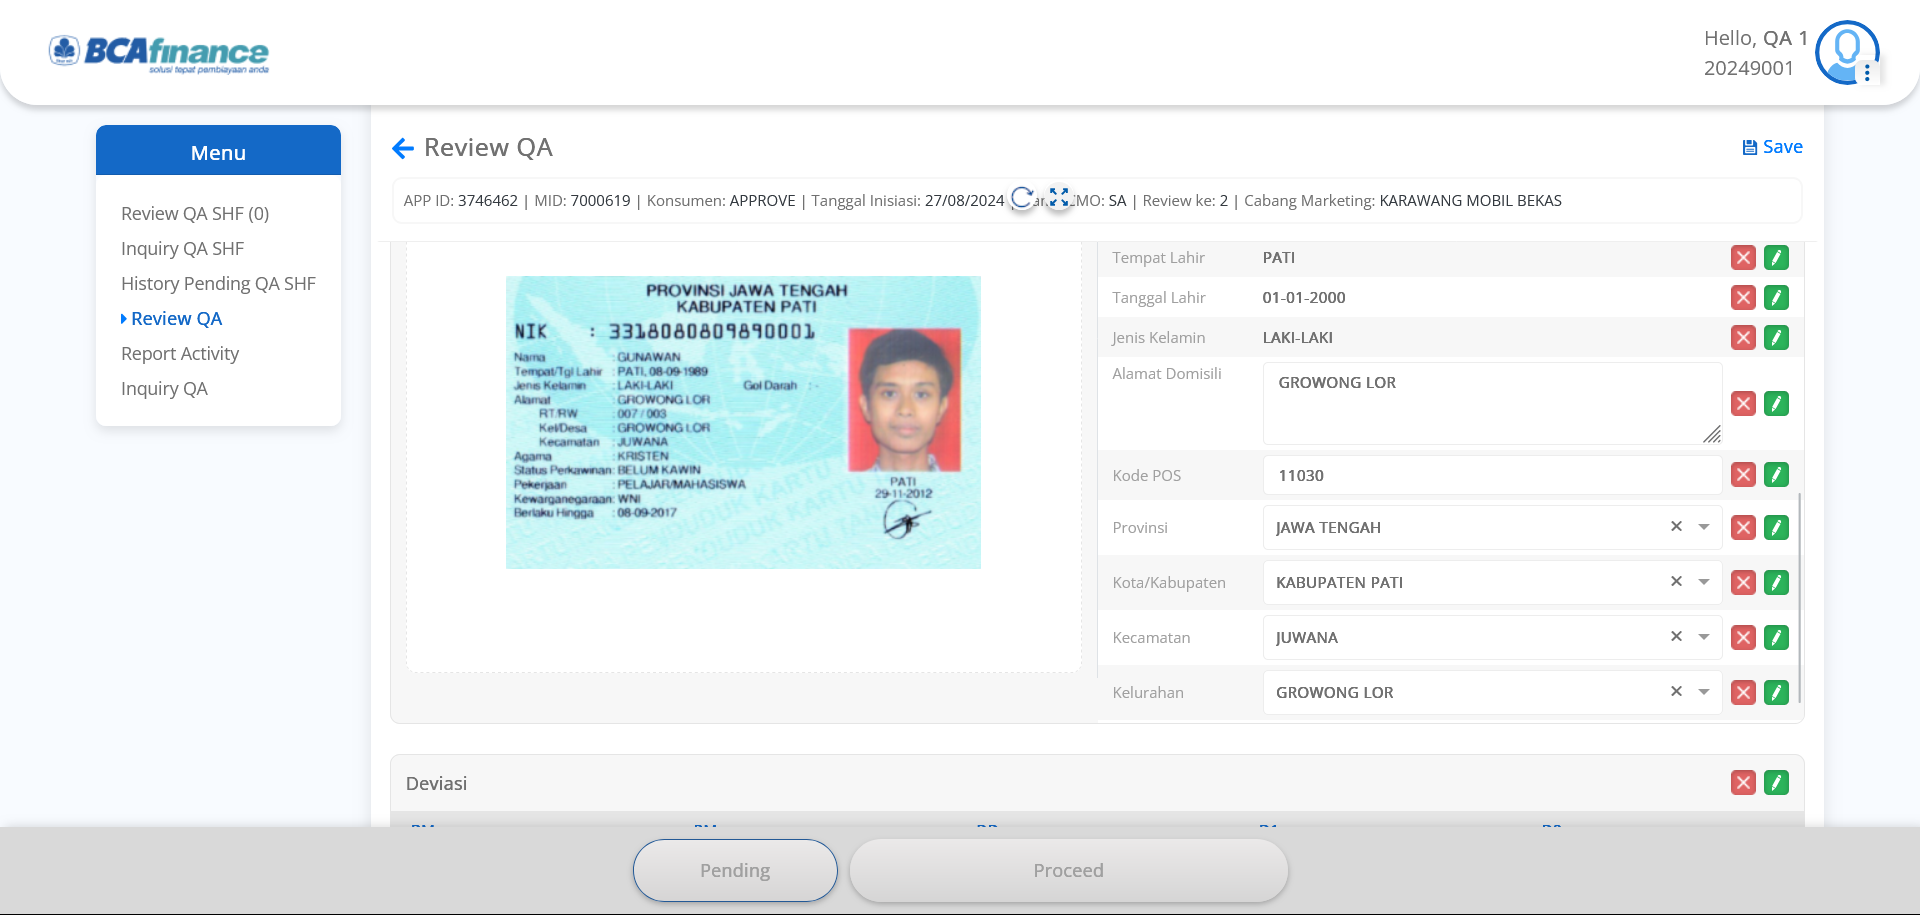 BCAfinance
solusi tepat pembiayaan anda
Hello, QA 1
20249001
Menu
Review QA SHF (0)
Inquiry QA SHF
History Pending QA SHF
Review QA
Report Activity
Inquiry QA
Review QA
Save
APP ID: 3746462 | MID: 7000619 | Konsumen: APPROVE | Tanggal Inisiasi: 27/08/2024 CMO: SA | Review ke: 2 | Cabang Marketing: KARAWANG MOBIL BEKAS
PROVINSI JAWA TENGAH
KABUPATEN PATI
NIK : 3318080809890001
Nama : GUNAWAN
Tempat/Tgl Lahir : PATI, 08-09-1989
Jenis Kelamin : LAKI-LAKI Gol Darah : -
Alamat : GROWONG LOR
RT/RW : 007 / 003
Kel/Desa : GROWONG LOR
Kecamatan : JUWANA
Agama : KRISTEN
Status Perkawinan: BELUM KAWIN
Pekerjaan : PELAJAR/MAHASISWA
Kewarganegaraan: WNI
Berlaku Hingga : 08-09-2017
PATI
29-11-2012
Tempat Lahir PATI
Tanggal Lahir 01-01-2000
Jenis Kelamin LAKI-LAKI
Alamat Domisili GROWONG LOR
Kode POS 11030
Provinsi JAWA TENGAH
Kota/Kabupaten KABUPATEN PATI
Kecamatan JUWANA
Kelurahan GROWONG LOR
Deviasi
Pending
Proceed